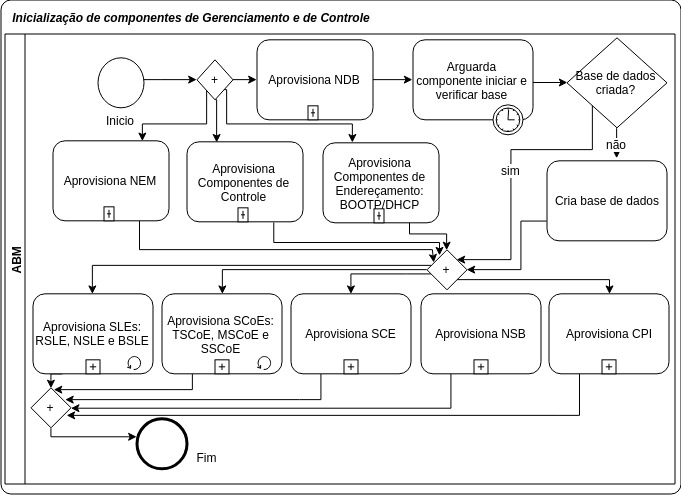 Inicialização de componentes de Gerenciamento e de Controle
ABM
Inicio
+
Aprovisiona NDB
+
Arguarda
componente iniciar e
verificar base
Base de dados
criada?
sim
não
Cria base de dados
Aprovisiona NEM
+
Aprovisiona
Componentes de
Controle
+
Aprovisiona
Componentes de
Endereçamento:
BOOTP/DHCP
+
+
Aprovisiona SLEs:
RSLE, NSLE e BSLE
+
Aprovisiona SCoEs:
TSCoE, MSCoE e
SSCoE
+
Aprovisiona SCE
+
Aprovisiona NSB
+
Aprovisiona CPI
+
+
Fim